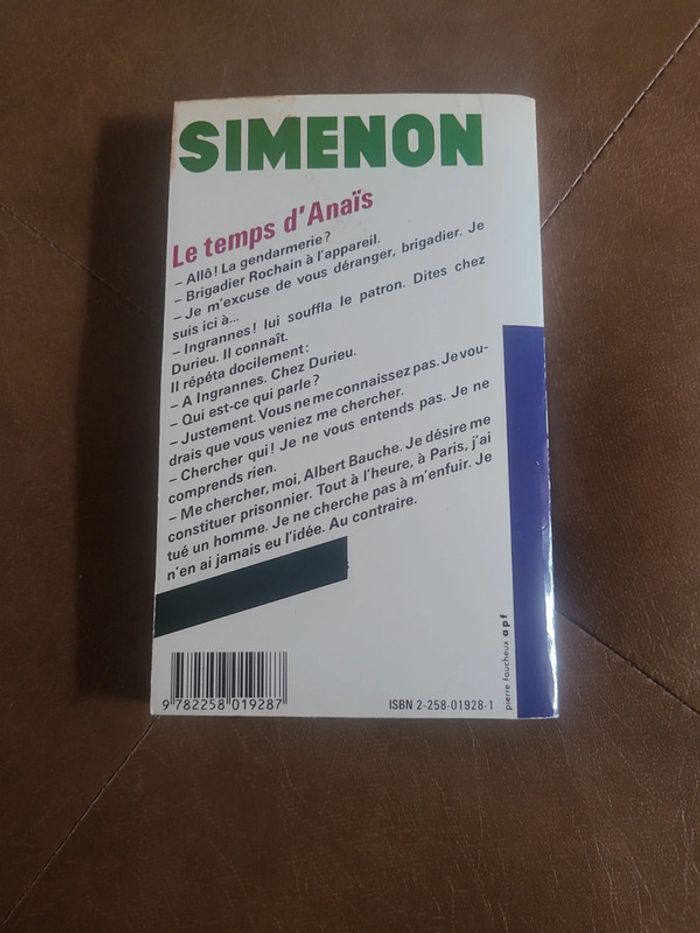 SIMENON
Le temps d'Anaïs
– Allô! La gendarmerie?
– Brigadier Rochain à l'appareil.
– Je m'excuse de vous déranger, brigadier. Je
suis ici à...
– Ingrannes! lui souffla le patron. Dites chez
Durieu. Il connaît.
Il répéta docilement:
– A Ingrannes. Chez Durieu.
– Qui est-ce qui parle?
– Justement. Vous ne me connaissez pas. Je vou-
drais que vous veniez me chercher.
– Chercher qui! Je ne vous entends pas. Je ne
comprends rien.
– Me chercher, moi, Albert Bauche. Je désire me
constituer prisonnier. Tout à l'heure, à Paris, j'ai
tué un homme. Je ne cherche pas à m'enfuir. Je
n'en ai jamais eu l'idée. Au contraire.
9 782258 019287
ISBN 2-258-01928-1
pierre faucheux apf